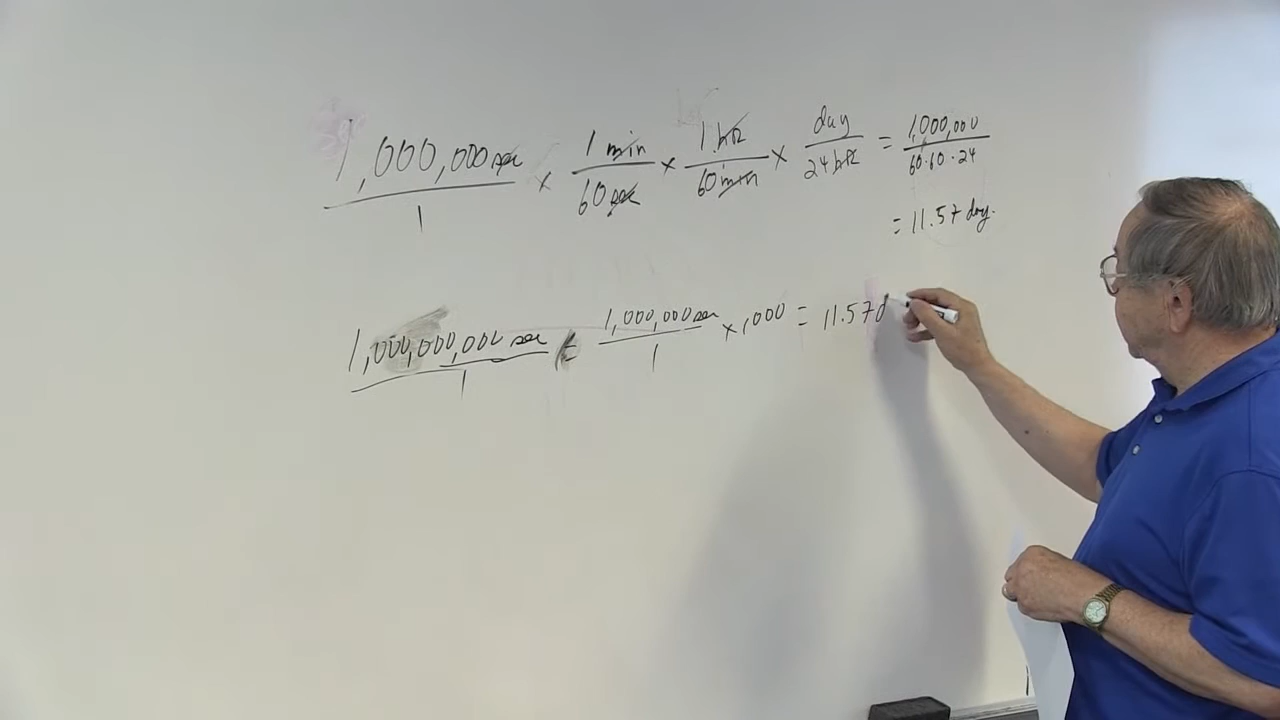 1,000,000 sec / 1 × 1 min / 60 sec × 1 hr / 60 min × day / 24 hr = 1,000,000 / 60·60·24
= 11.57 day.
1,000,000,000 sec / 1 = 1,000,000 sec / 1 × 1,000 = 11.57 d